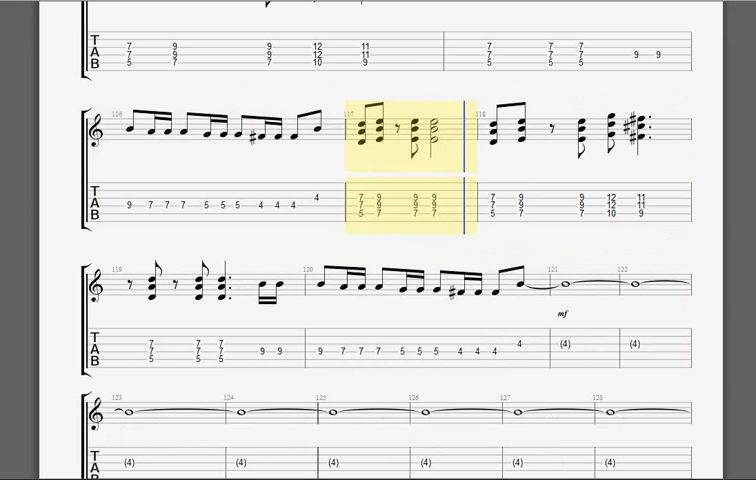 7 9 9 12 11 7 7 7
T 7 9 9 12 11 7 7 7 9 9
A
B 5 7 7 10 9 5 5 5
116 117 118
T 4 7 9 9 9 7 9 9 12 11
A 9 7 7 7 5 5 5 4 4 4 7 9 9 9 7 9 9 12 11
B 5 7 7 7 5 7 7 10 9
119 120 121 122
mf
T 7 7 7 4 (4) (4)
A 7 7 7 9 9 9 7 7 7 5 5 5 4 4 4
B 5 5 5
123 124 125 126 127 128
T
A (4) (4) (4) (4) (4) (4)
B